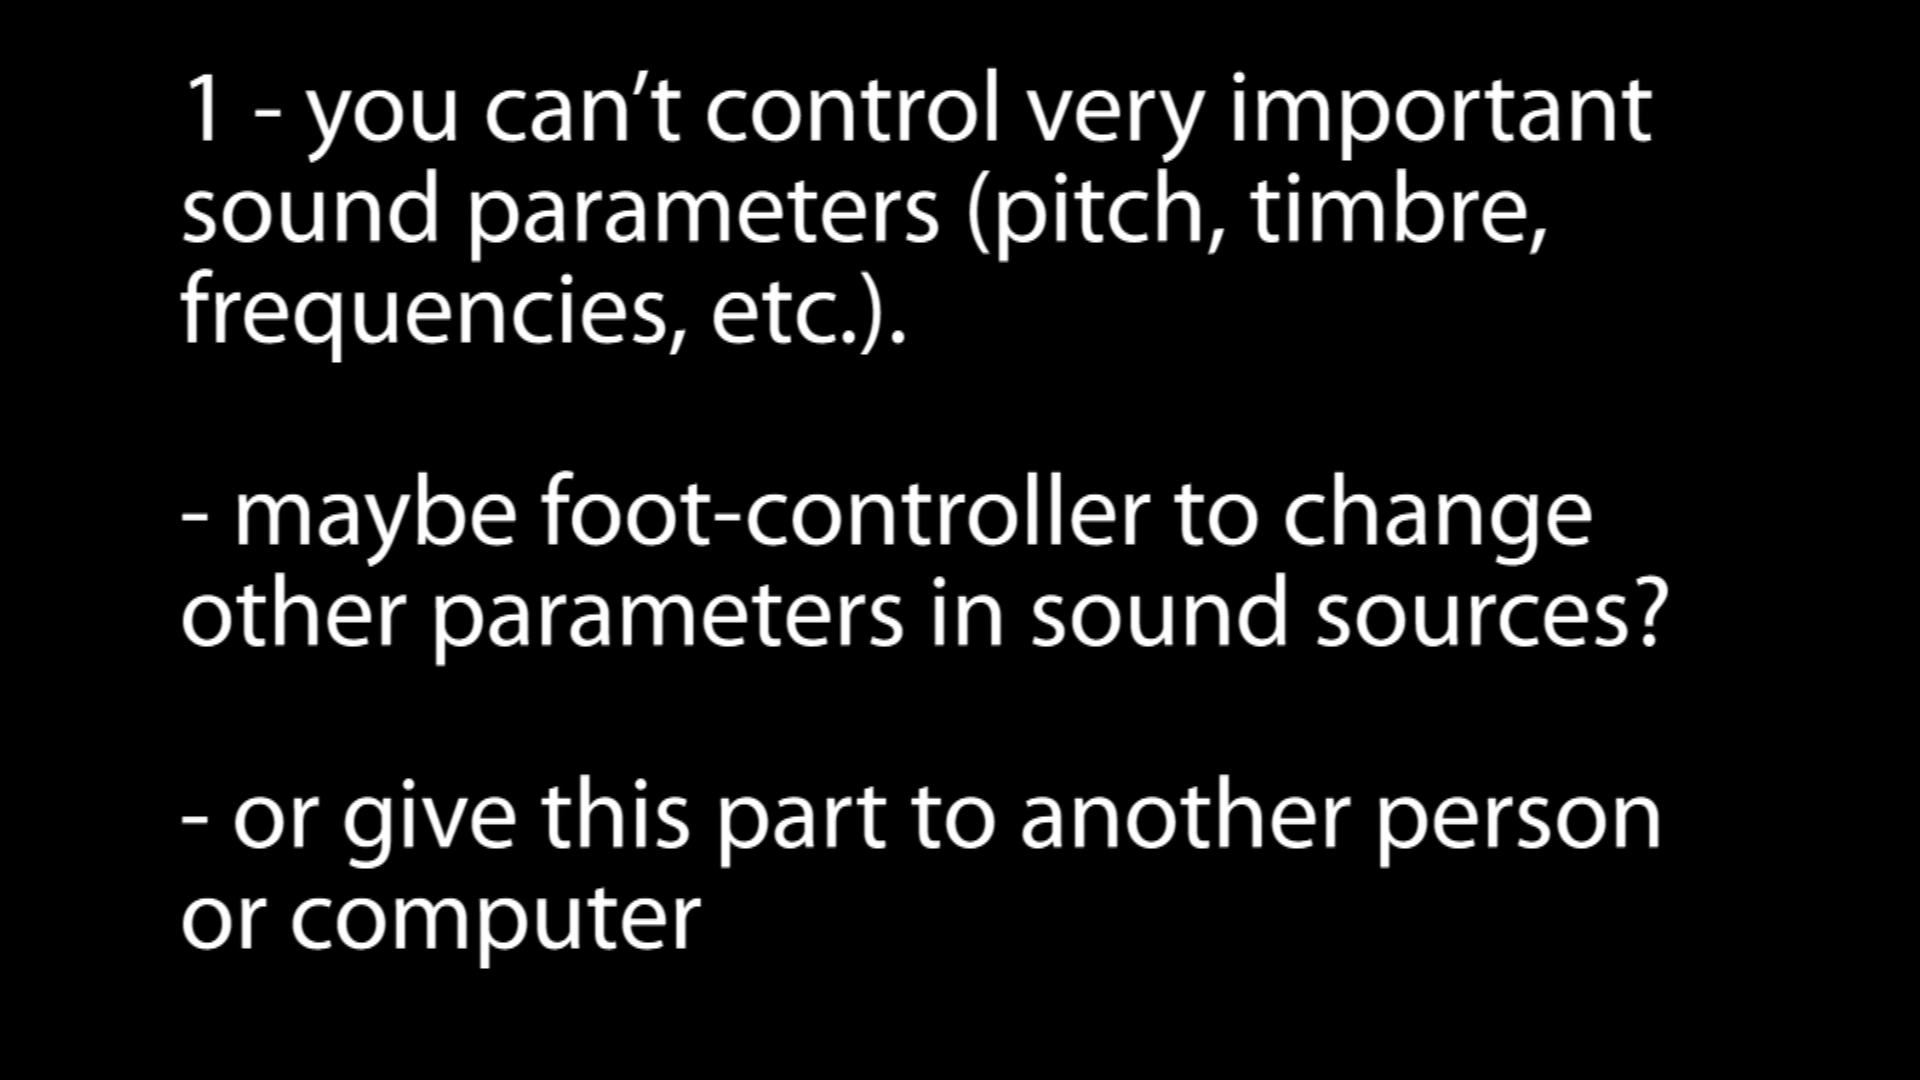 1 - you can’t control very important
sound parameters (pitch, timbre,
frequencies, etc.).
- maybe foot-controller to change
other parameters in sound sources?
- or give this part to another person
or computer